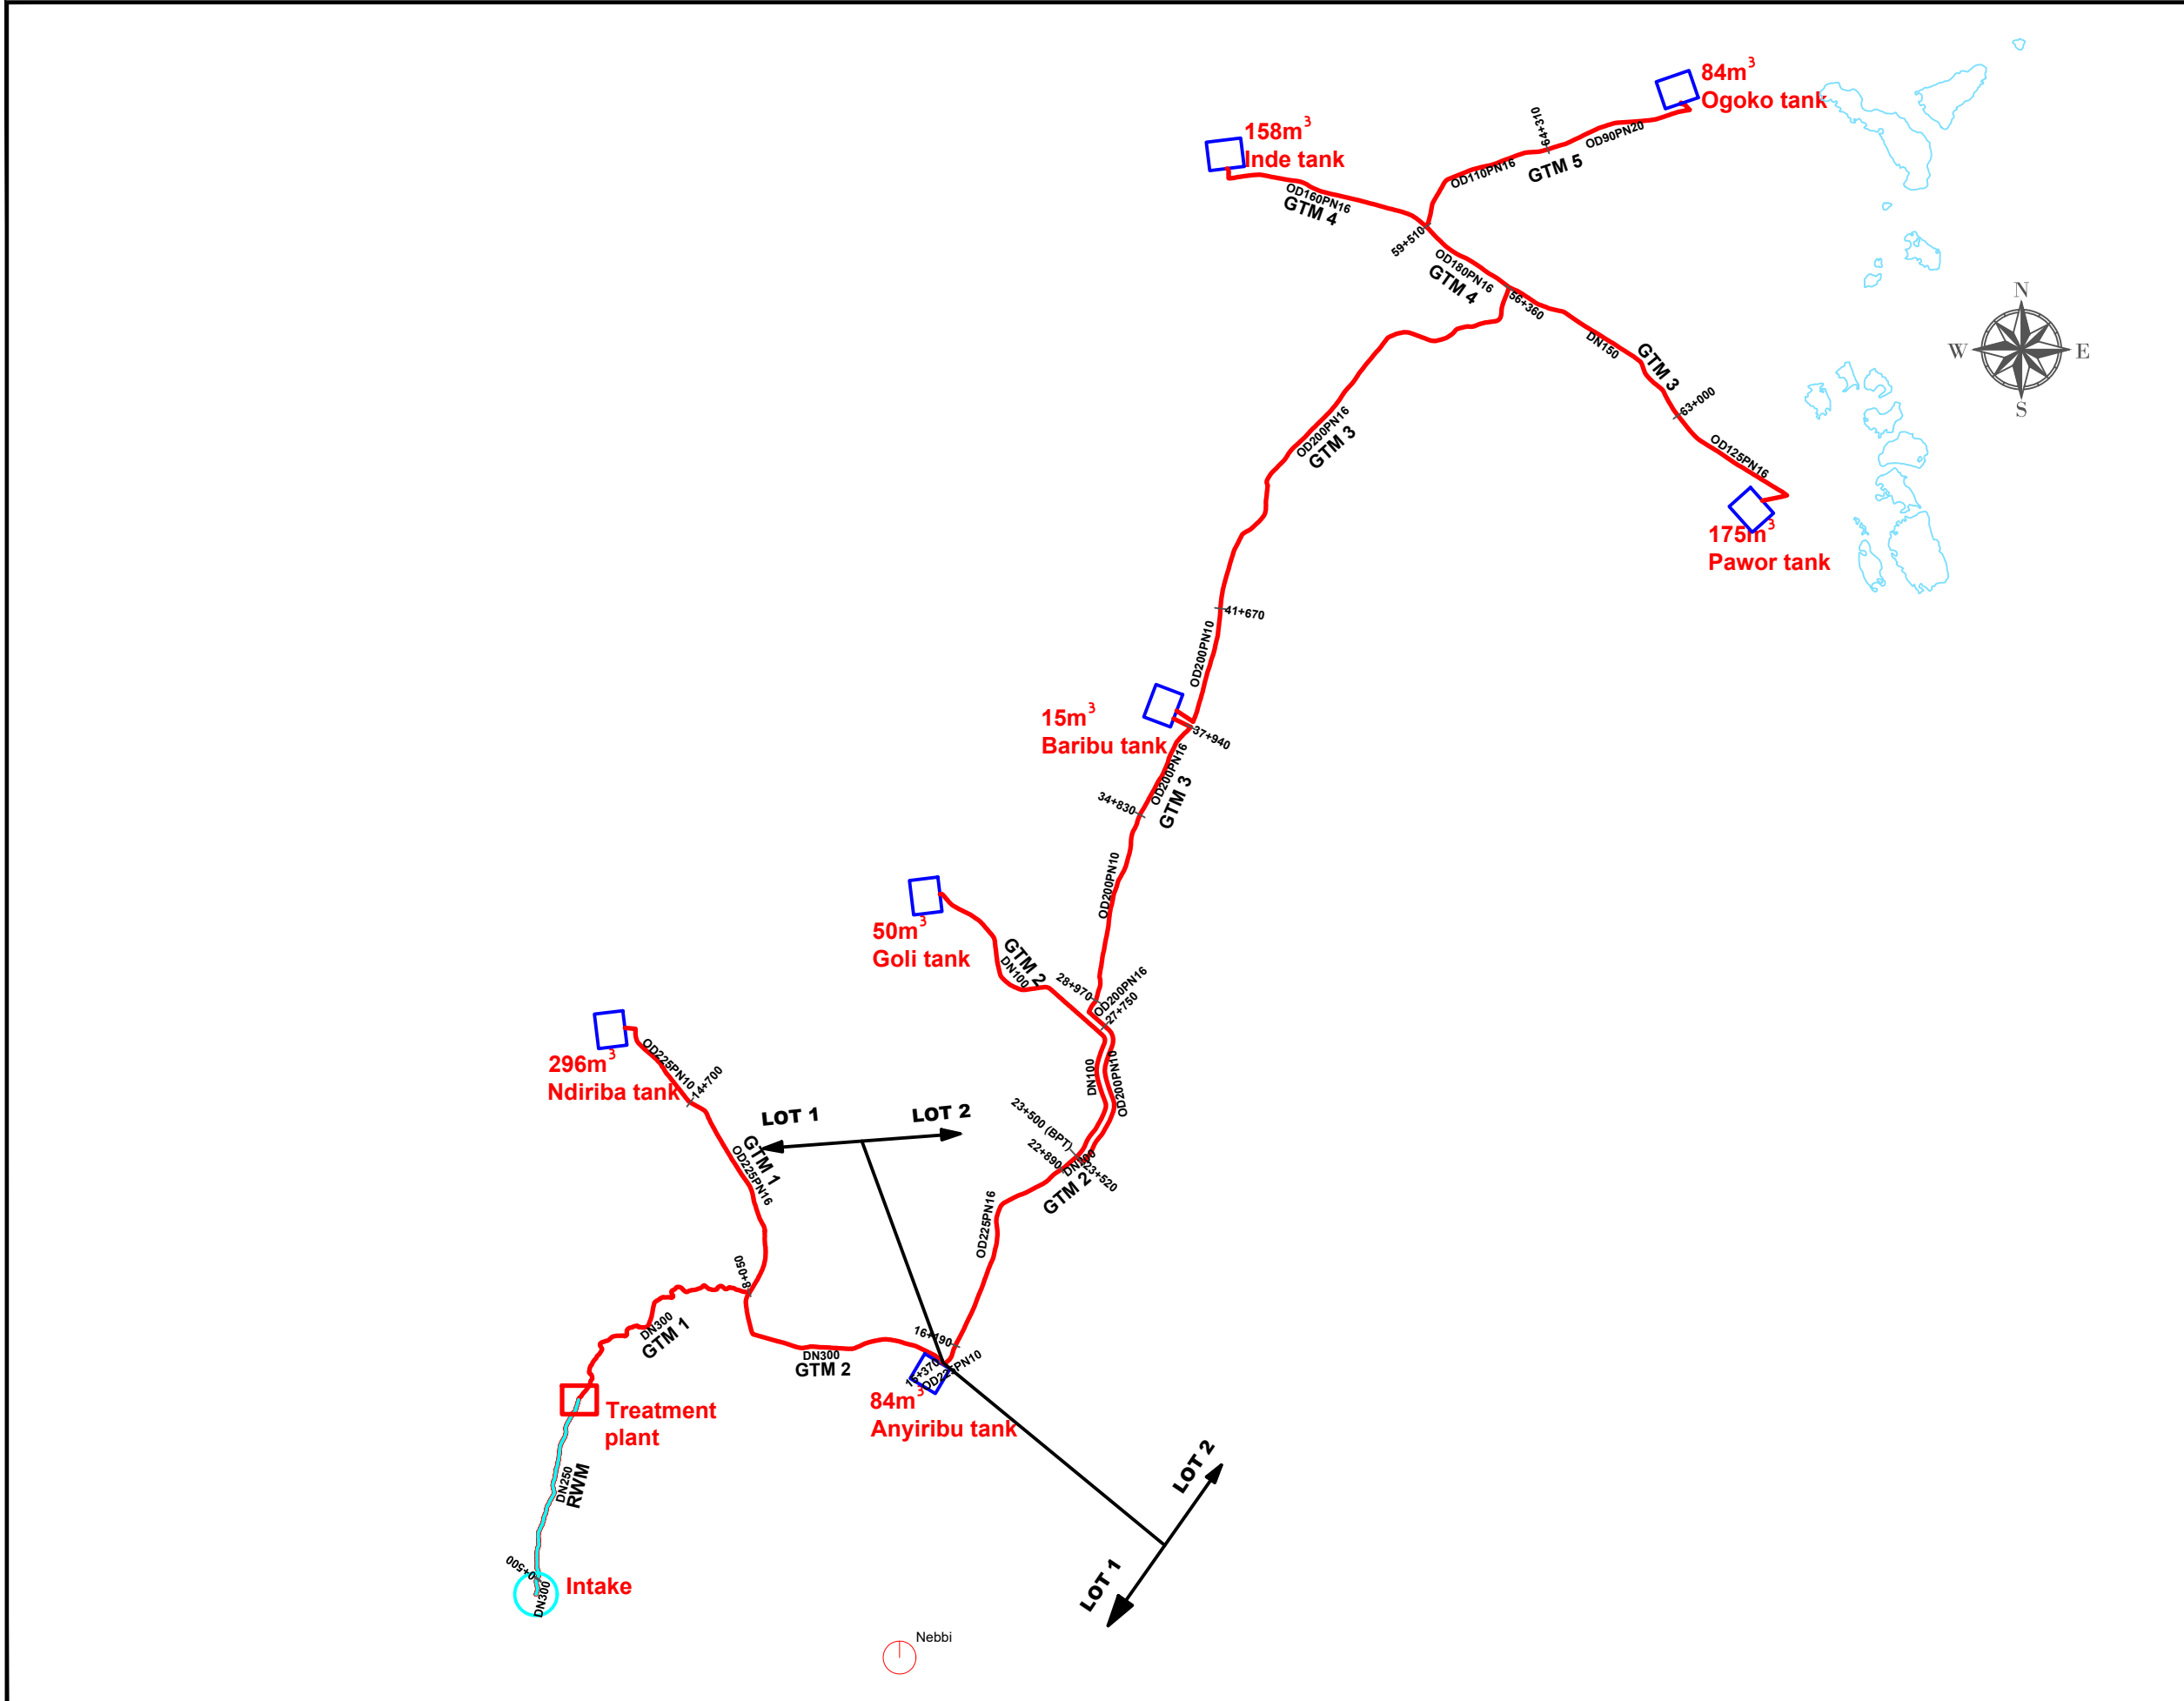 84m³
Ogoko tank
64+310
OD90PN20
158m³
Inde tank
OD110PN16
GTM 5
OD160PN16
GTM 4
59+510
OD180PN16
GTM 4
56+360
N
W
E
S
DN150
GTM 3
63+000
OD200PN16
GTM 3
OD125PN16
175m³
Pawor tank
41+670
OD200PN10
15m³
Baribu tank
37+940
OD200PN16
GTM 3
34+830
OD200PN10
50m³
Goli tank
GTM 2
DN100
28+970
OD200PN16
27+750
296m³
Ndiriba tank
OD225PN10
14+700
DN100
OD200PN10
LOT 1
LOT 2
23+500 (BPT)
22+890
DN200
23+520
GTM 2
GTM 1
OD225PN16
OD225PN16
8+050
DN300
GTM 1
16+190
DN300
GTM 2
15+370
OD225PN10
84m³
Anyiribu tank
Treatment
plant
DN250
RWM
LOT 2
LOT 1
0+500
DN300
Intake
Nebbi